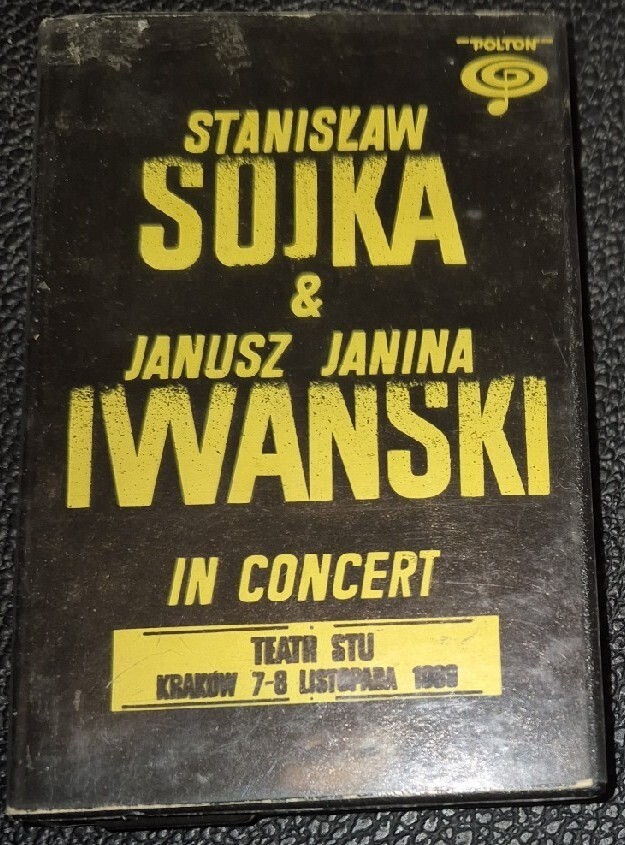 POLTON
STANISŁAW
SOJKA
&
JANUSZ JANINA
IWANSKI
IN CONCERT
TEATR STU
KRAKÓW 7-8 LISTOPADA 1989